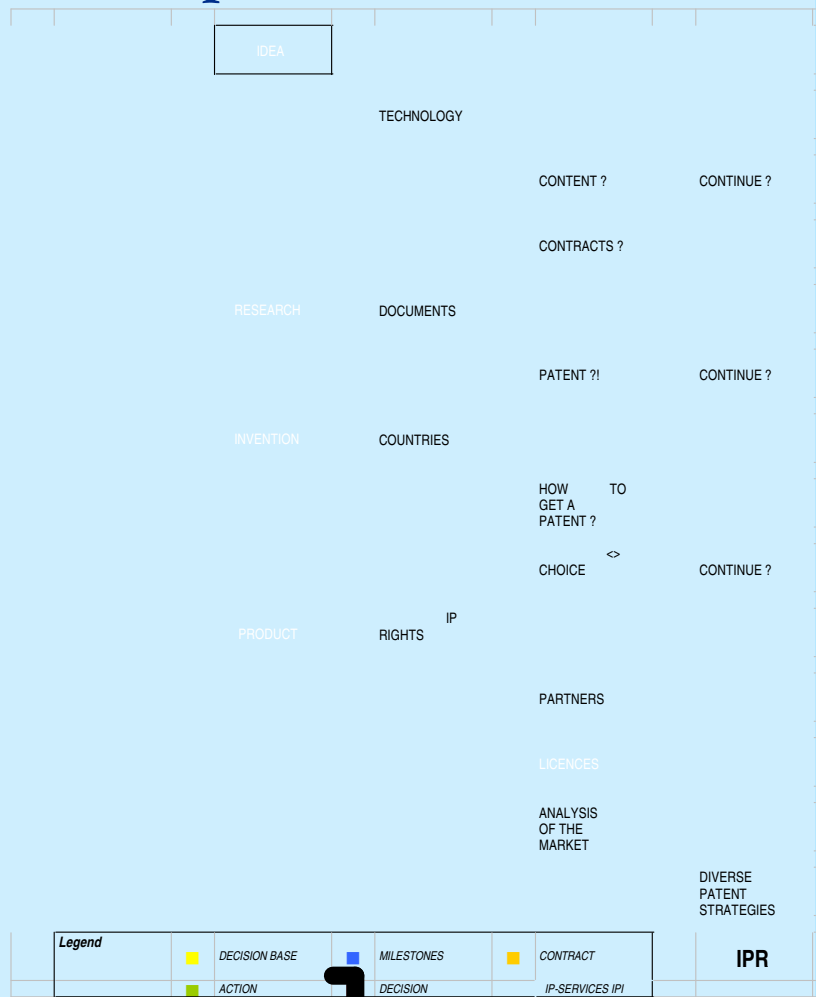 IDEA
TECHNOLOGY
CONTENT ? CONTINUE ?
CONTRACTS ?
RESEARCH DOCUMENTS
PATENT ?! CONTINUE ?
INVENTION COUNTRIES
HOW TO
GET A
PATENT ?
<>
CHOICE CONTINUE ?
IP
PRODUCT RIGHTS
PARTNERS
LICENCES
ANALYSIS
OF THE
MARKET
DIVERSE
PATENT
STRATEGIES
Legend
DECISION BASE MILESTONES CONTRACT IPR
ACTION DECISION IP-SERVICES IPI